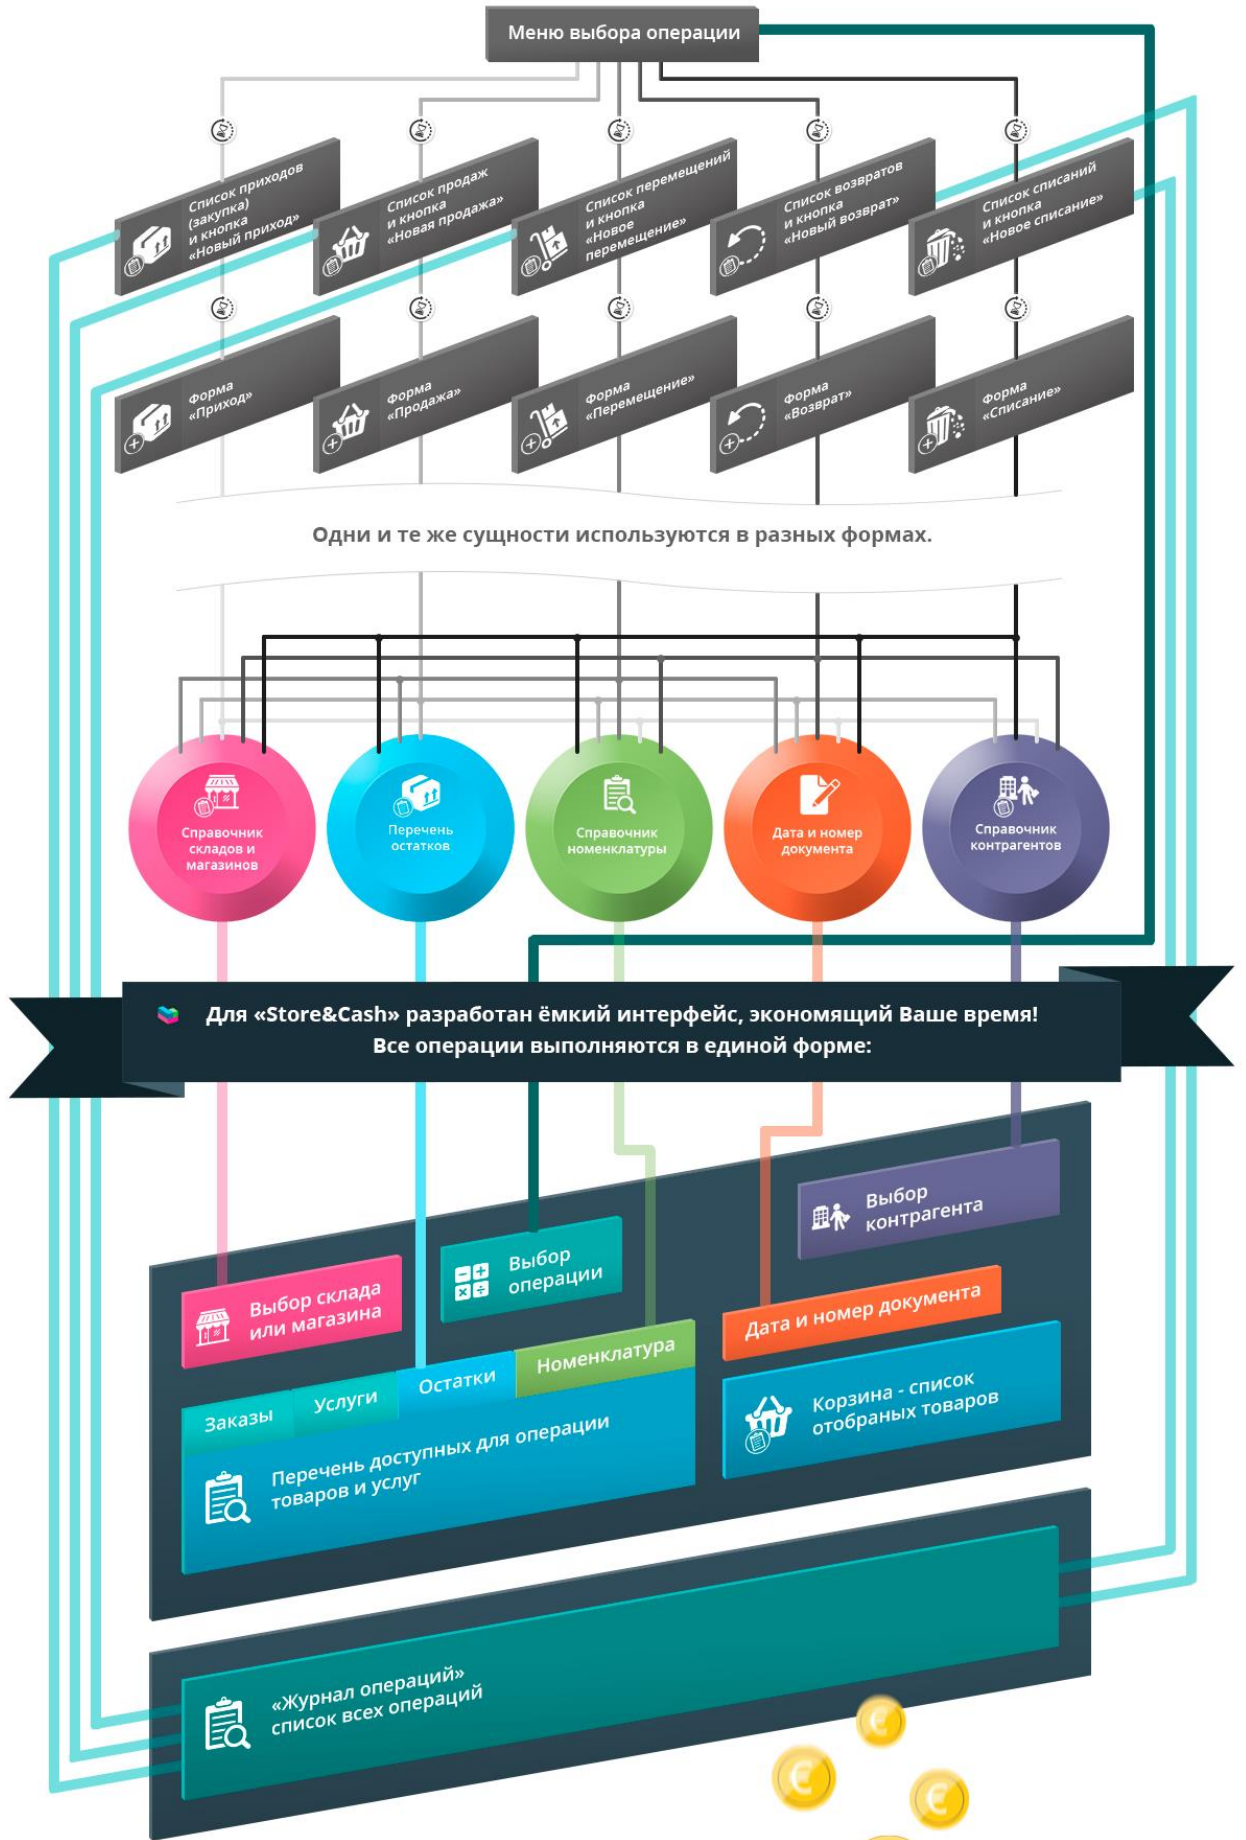 Меню выбора операции
Список приходов
(закупка)
и кнопка
«Новый приход»
Список продаж
и кнопка
«Новая продажа»
Список перемещений
и кнопка
«Новое
перемещение»
Список возвратов
и кнопка
«Новый возврат»
Список списаний
и кнопка
«Новое списание»
Форма
«Приход»
Форма
«Продажа»
Форма
«Перемещение»
Форма
«Возврат»
Форма
«Списание»
Одни и те же сущности используются в разных формах.
Справочник
складов и
магазинов
Перечень
остатков
Справочник
номенклатуры
Дата и номер
документа
Справочник
контрагентов
Для «Store&Cash» разработан ёмкий интерфейс, экономящий Ваше время!
Все операции выполняются в единой форме:
Выбор
контрагента
Выбор
операции
Выбор склада
или магазина
Дата и номер документа
Заказы
Услуги
Остатки
Номенклатура
Корзина - список
отобраных товаров
Перечень доступных для операции
товаров и услуг
«Журнал операций»
список всех операций